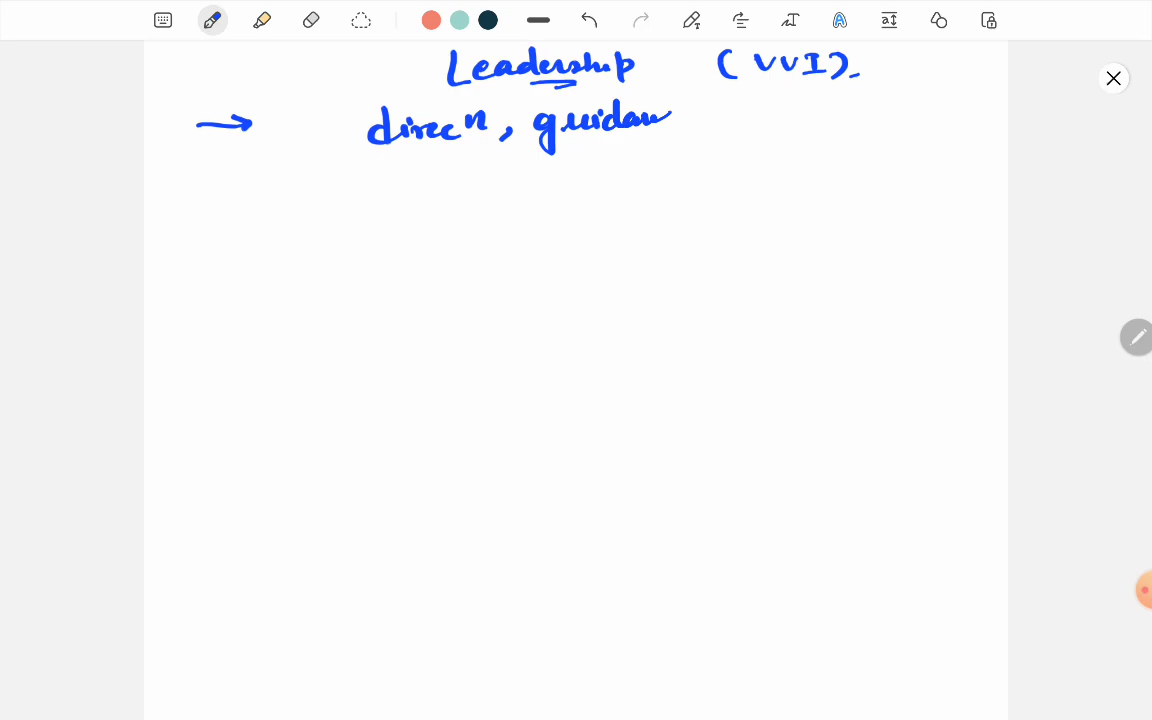 Leadership (VVI).
→ direcⁿ, guidan